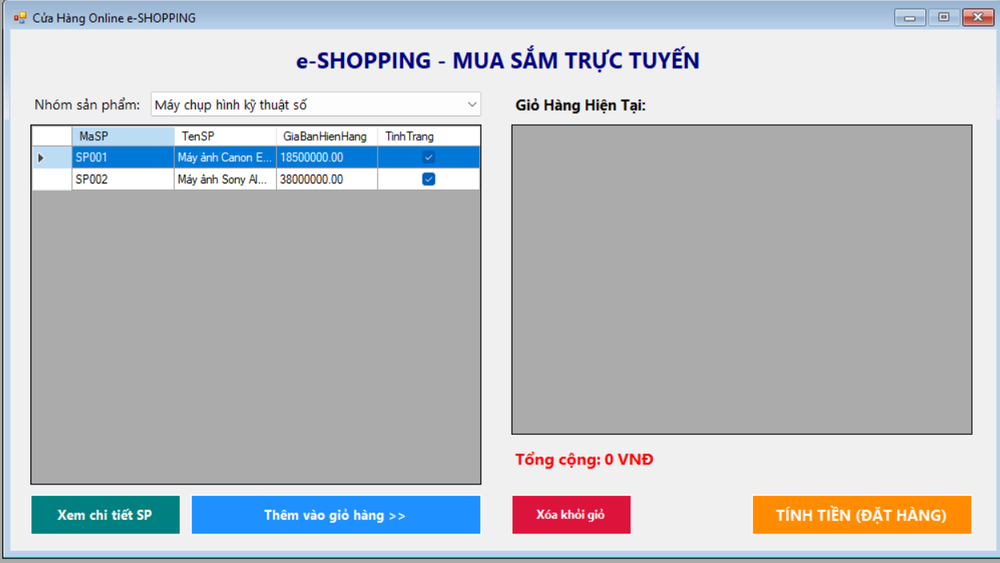 Cửa Hàng Online e-SHOPPING
e-SHOPPING - MUA SẮM TRỰC TUYẾN
Nhóm sản phẩm: Máy chụp hình kỹ thuật số
MaSP TenSP GiaBanHienHang TinhTrang
SP001 Máy ảnh Canon E... 18500000.00
SP002 Máy ảnh Sony Al... 38000000.00
Xem chi tiết SP
Thêm vào giỏ hàng >>
Giỏ Hàng Hiện Tại:
Tổng cộng: 0 VNĐ
Xóa khỏi giỏ
TÍNH TIỀN (ĐẶT HÀNG)